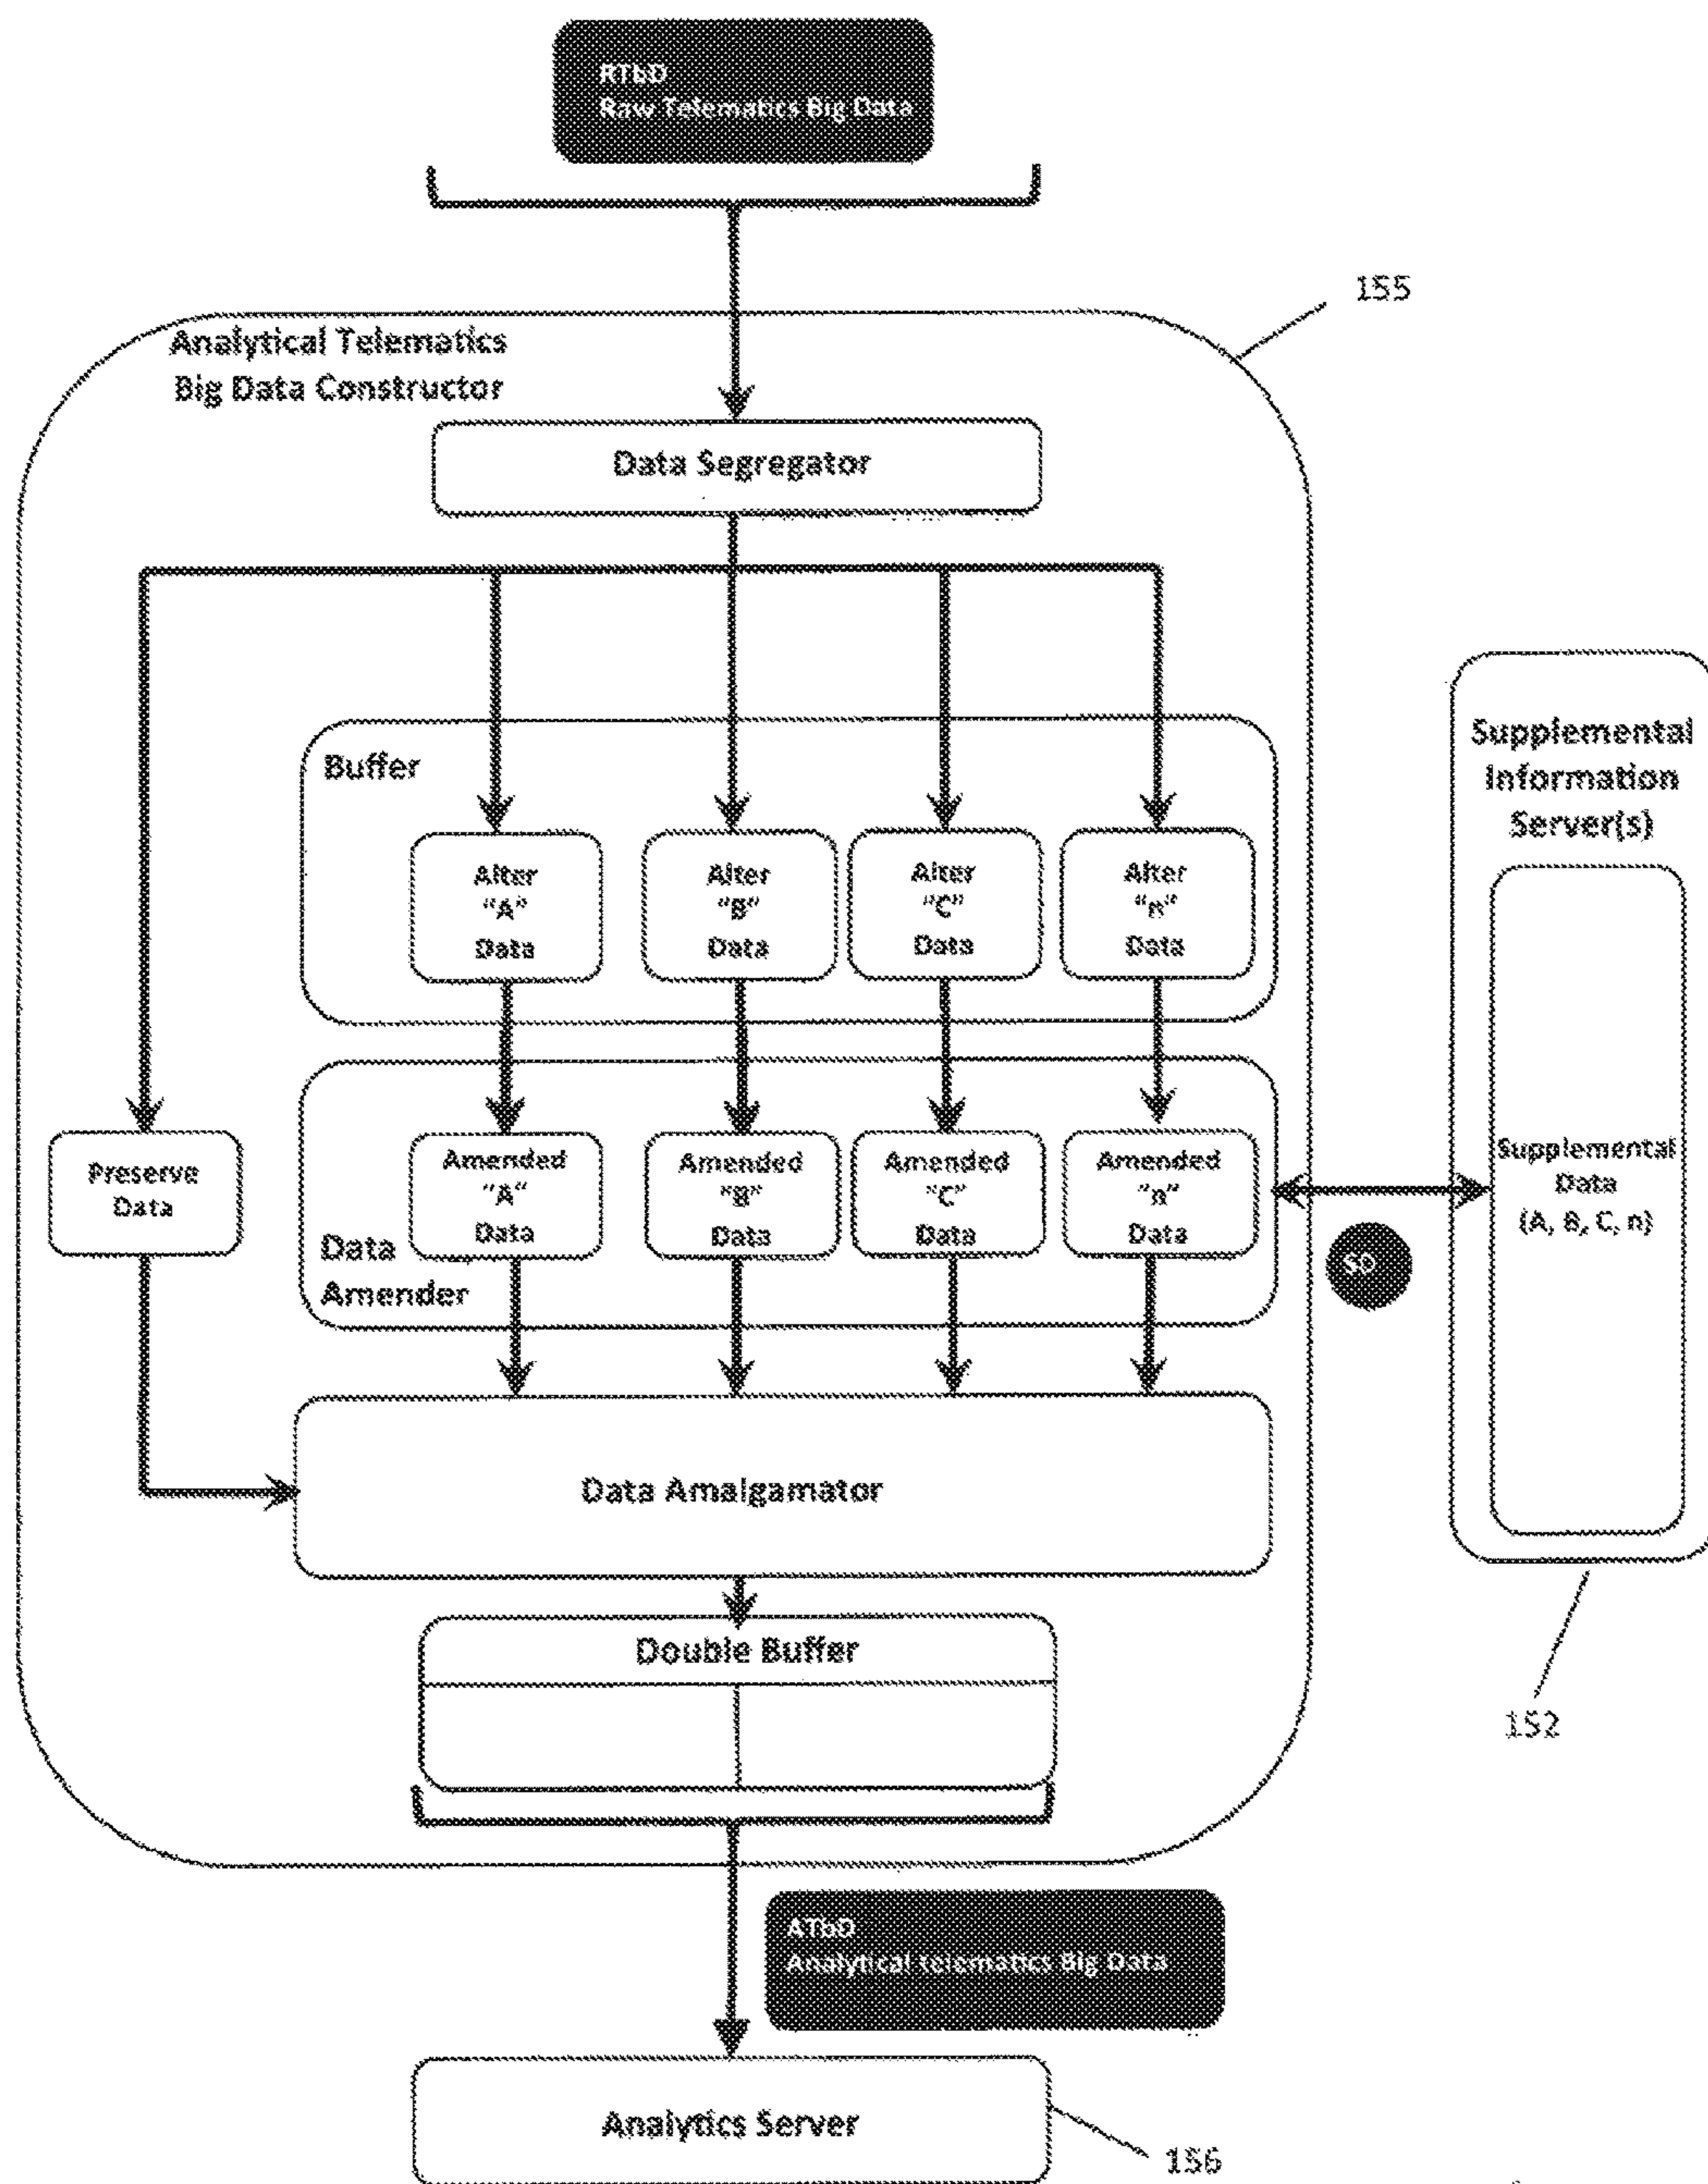 RTbD
Raw Telematics Big Data
155
Analytical Telematics
Big Data Constructor
Data Segregator
Buffer
Alter
"A"
Data
Alter
"B"
Data
Alter
"C"
Data
Alter
"n"
Data
Supplemental
Information
Server(s)
Preserve
Data
Data
Amender
Amended
"A"
Data
Amended
"B"
Data
Amended
"C"
Data
Amended
"n"
Data
SD
Supplemental
Data
(A, B, C, n)
Data Amalgamator
Double Buffer
152
ATbD
Analytical telematics Big Data
Analytics Server
156